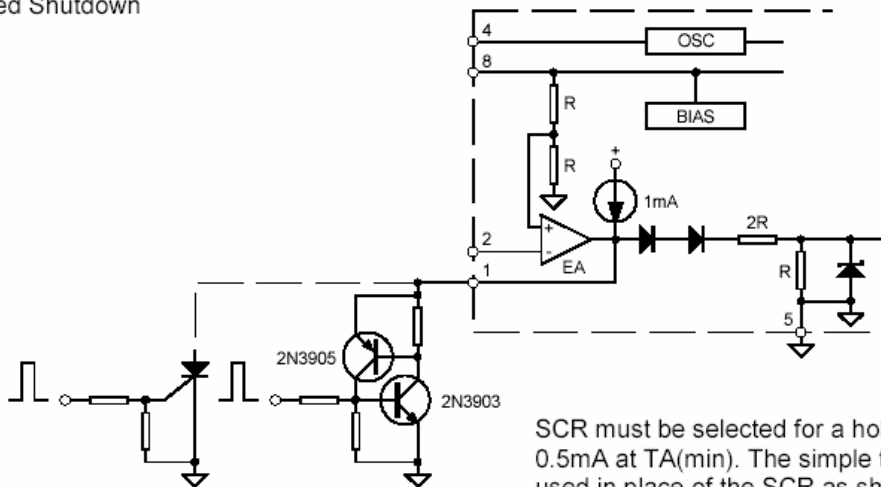 ed Shutdown
4
OSC
8
R
BIAS
R
+
1mA
2R
2
+
-
EA
R
1
5
2N3905
2N3903
SCR must be selected for a hol
0.5mA at TA(min). The simple t
used in place of the SCR as sh